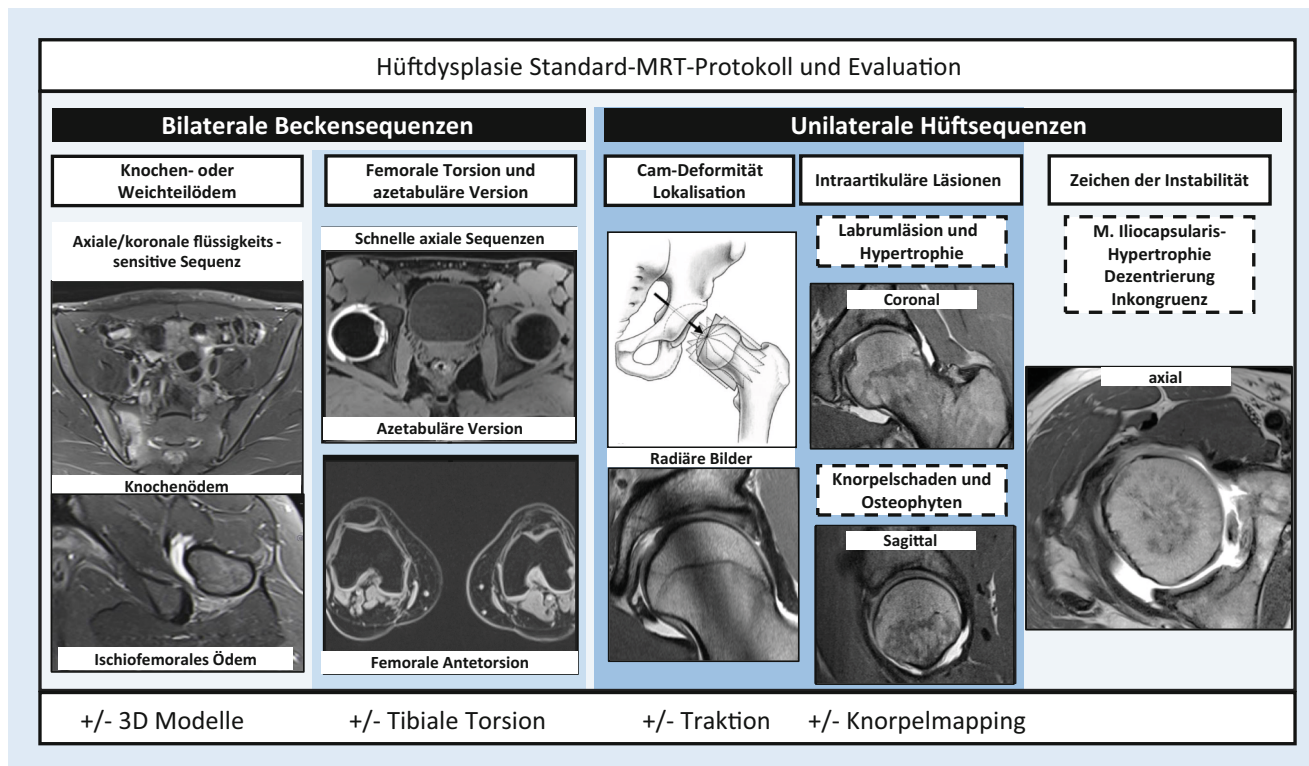 Hüftdysplasie Standard-MRT-Protokoll und Evaluation
Bilaterale Beckensequenzen
Knochen- oder
Weichteilödem
Axiale/koronale flüssigkeits -
sensitive Sequenz
Knochenödem
Ischiofemorales Ödem
Femorale Torsion und
azetabuläre Version
Schnelle axiale Sequenzen
Azetabuläre Version
Femorale Antetorsion
Unilaterale Hüftsequenzen
Cam-Deformität
Lokalisation
Radiäre Bilder
Intraartikuläre Läsionen
Labrumläsion und
Hypertrophie
Coronal
Knorpelschaden und
Osteophyten
Sagittal
Zeichen der Instabilität
M. Iliocapsularis-
Hypertrophie
Dezentrierung
Inkongruenz
axial
+/- 3D Modelle
+/- Tibiale Torsion
+/- Traktion
+/- Knorpelmapping